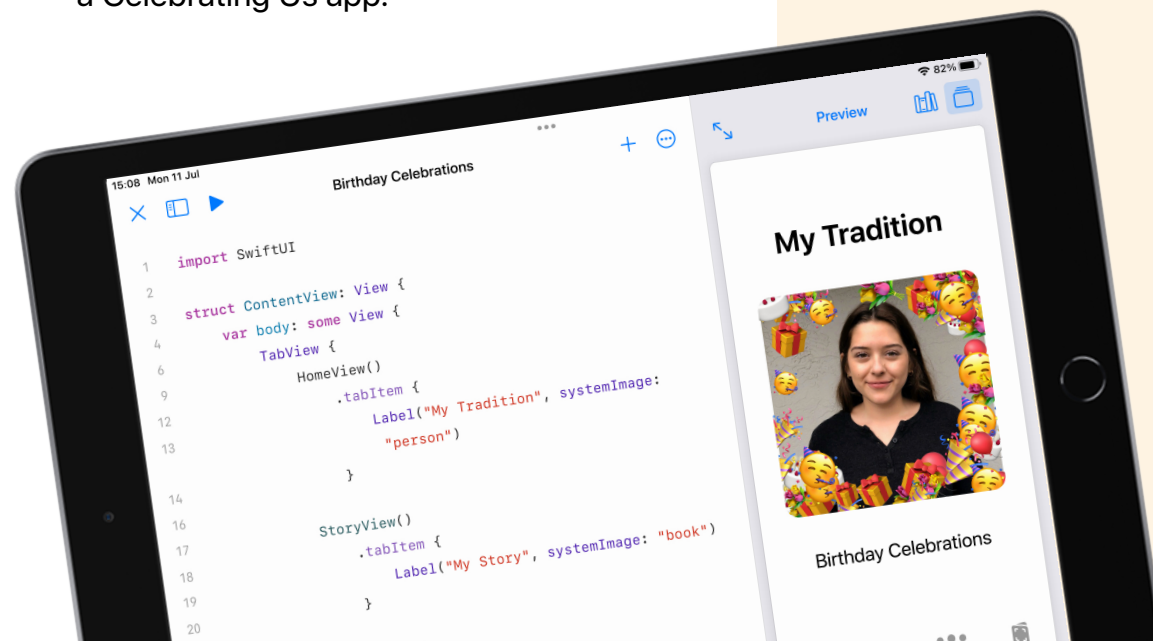 a Celebrating Us app.
15:08 Mon 11 Jul
82%
Birthday Celebrations
Preview
1 import SwiftUI
2
3 struct ContentView: View {
4 var body: some View {
6 TabView {
9 HomeView()
12 .tabItem {
13 Label("My Tradition", systemImage:
"person")
14 }
16
17 StoryView()
18 .tabItem {
19 Label("My Story", systemImage: "book")
20 }
My Tradition
Birthday Celebrations